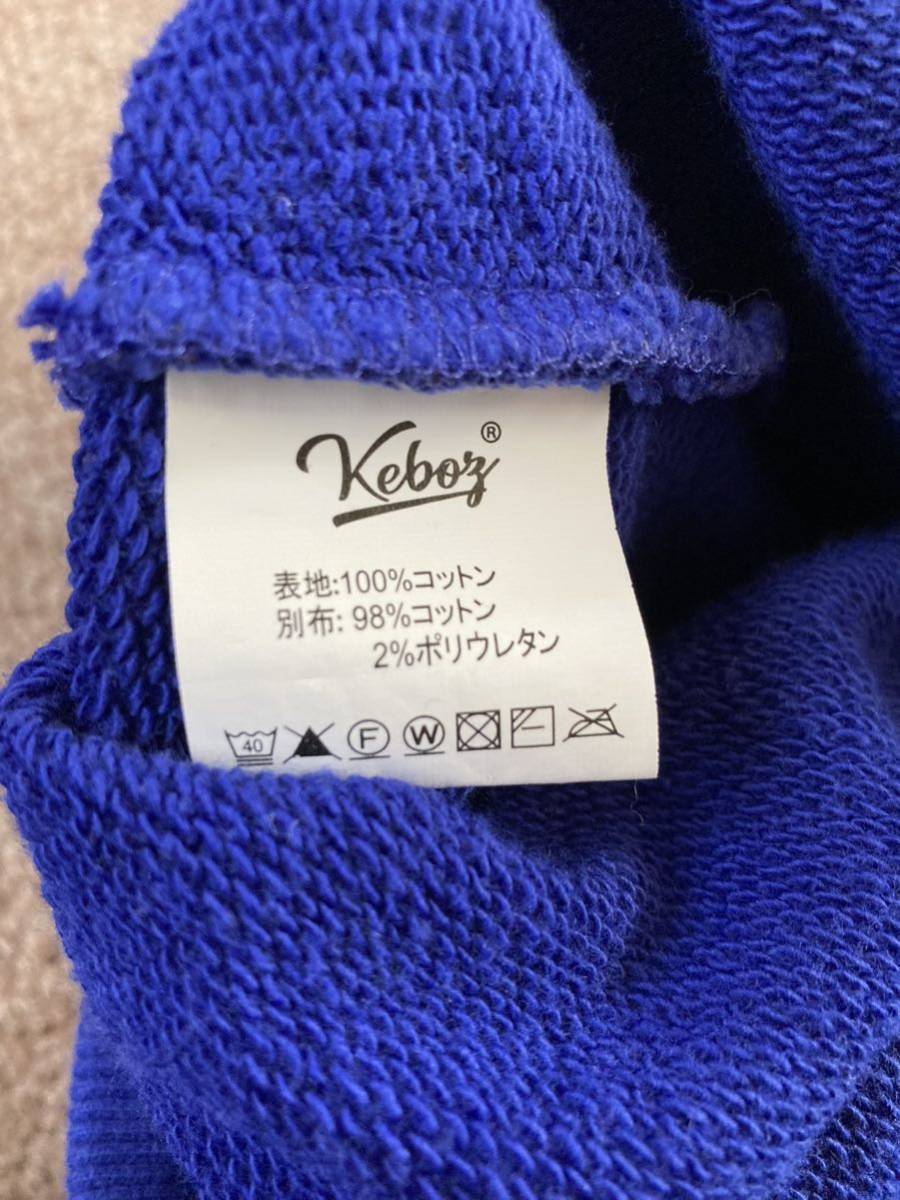 Keboz®
表地:100%コットン
別布: 98%コットン
2%ポリウレタン
40 F W